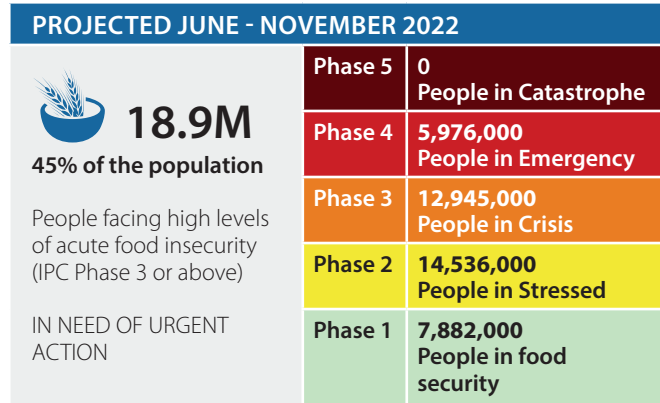 PROJECTED JUNE - NOVEMBER 2022
18.9M
45% of the population
People facing high levels
of acute food insecurity
(IPC Phase 3 or above)
IN NEED OF URGENT
ACTION
Phase 5
0
People in Catastrophe
Phase 4
5,976,000
People in Emergency
Phase 3
12,945,000
People in Crisis
Phase 2
14,536,000
People in Stressed
Phase 1
7,882,000
People in food
security